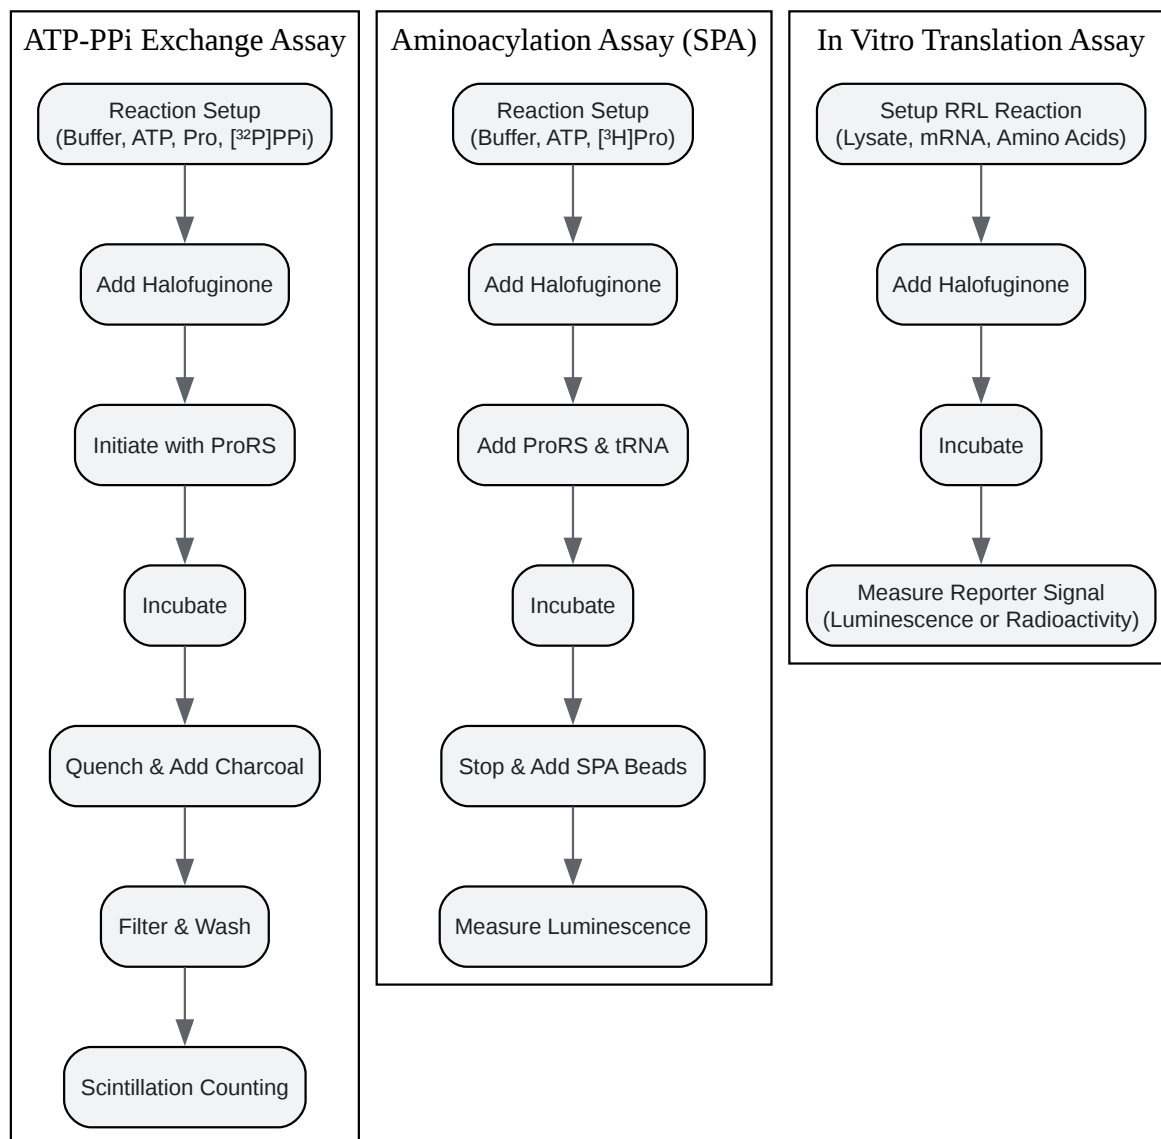 ATP-PPi Exchange Assay
Reaction Setup
(Buffer, ATP, Pro, [³²P]PPi)
Add Halofuginone
Initiate with ProRS
Incubate
Quench & Add Charcoal
Filter & Wash
Scintillation Counting
Aminoacylation Assay (SPA)
Reaction Setup
(Buffer, ATP, [³H]Pro)
Add Halofuginone
Add ProRS & tRNA
Incubate
Stop & Add SPA Beads
Measure Luminescence
In Vitro Translation Assay
Setup RRL Reaction
(Lysate, mRNA, Amino Acids)
Add Halofuginone
Incubate
Measure Reporter Signal
(Luminescence or Radioactivity)